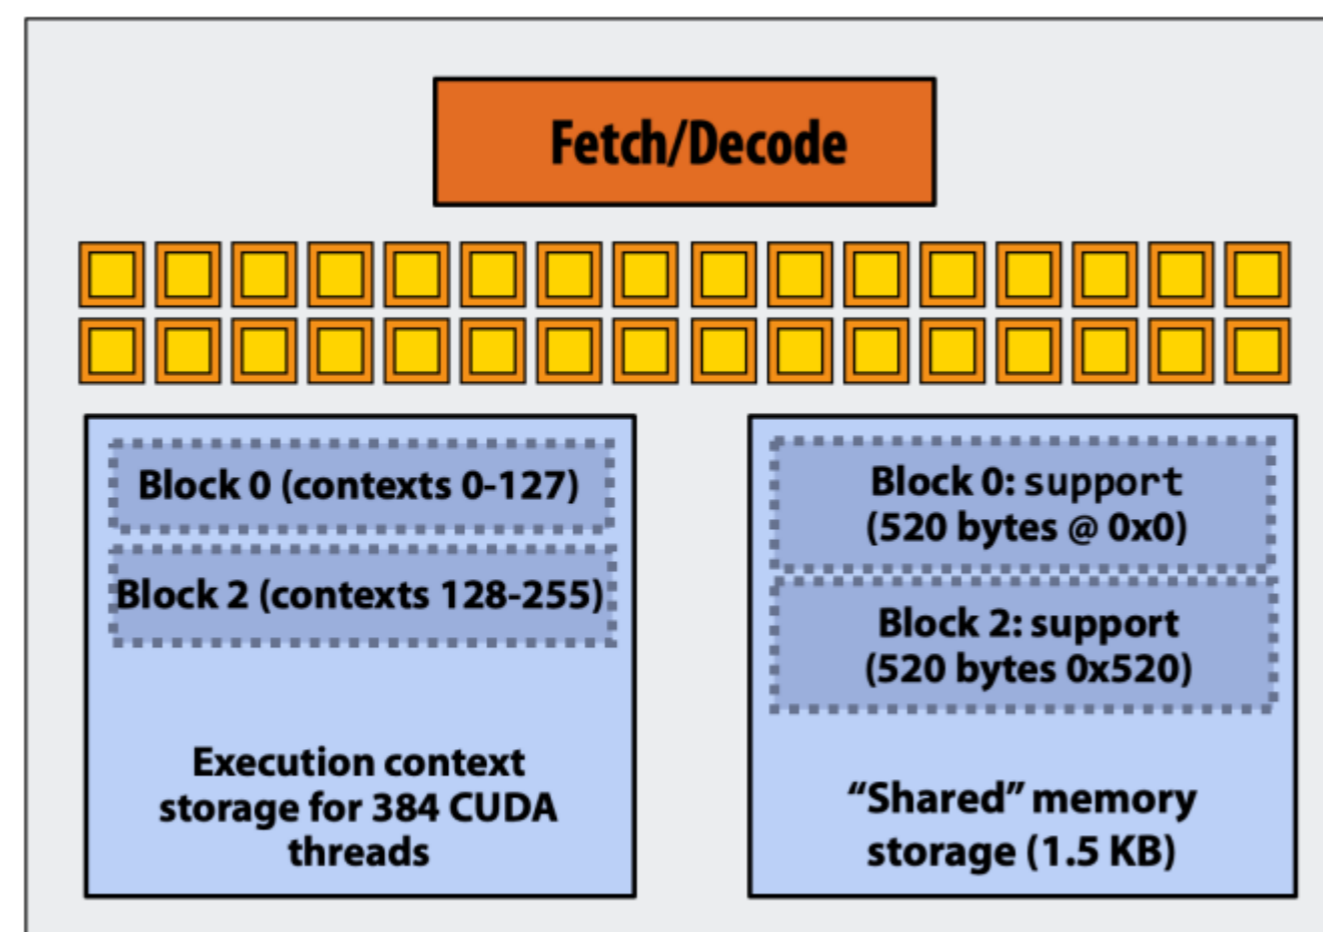 Fetch/Decode
Block 0 (contexts 0-127)
Block 2 (contexts 128-255)
Execution context
storage for 384 CUDA
threads
Block 0: support
(520 bytes @ 0x0)
Block 2: support
(520 bytes 0x520)
“Shared” memory
storage (1.5 KB)